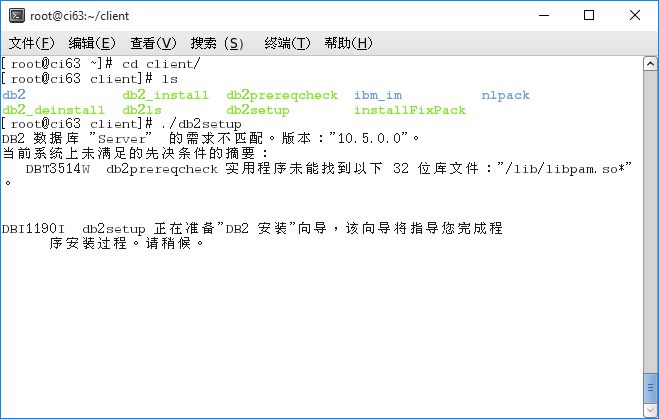 root@ci63:~/client
文件(F) 编辑(E) 查看(V) 搜索 (S) 终端(T) 帮助(H)
[root@ci63 ~]# cd client/
[root@ci63 client]# ls
db2 db2_install db2prereqcheck ibm_im nlpack
db2_deinstall db2ls db2setup installFixPack
[root@ci63 client]# ./db2setup
DB2 数据库 "Server" 的需求不匹配。版本："10.5.0.0"。
当前系统上未满足的先决条件的摘要：
DBT3514W db2prereqcheck 实用程序未能找到以下 32 位库文件："/lib/libpam.so*"
。
DBI1190I db2setup 正在准备"DB2 安装"向导，该向导将指导您完成程
序安装过程。请稍候。